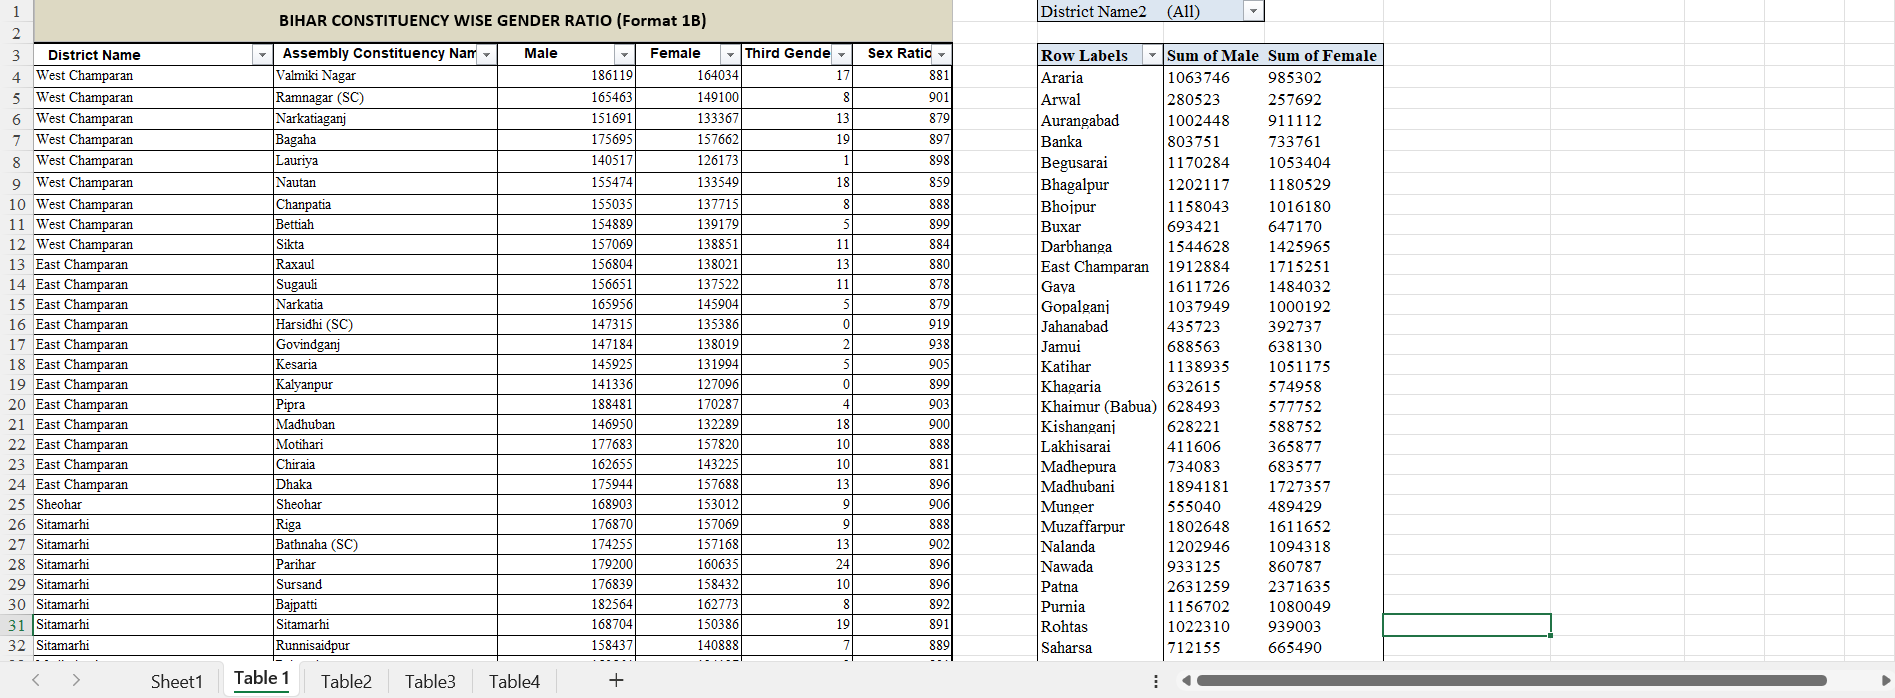 BIHAR CONSTITUENCY WISE GENDER RATIO (Format 1B)
District Name2 (All)
District Name Assembly Constituency Nam Male Female Third Gende Sex Ratio
Row Labels Sum of Male Sum of Female
1
2
3
4 West Champaran Valmiki Nagar 186119 164034 17 881
5 West Champaran Ramnagar (SC) 165463 149100 8 901
6 West Champaran Narkatiaganj 151691 133367 13 879
7 West Champaran Bagaha 175695 157662 19 897
8 West Champaran Lauriya 140517 126173 1 898
9 West Champaran Nautan 155474 133549 18 859
10 West Champaran Chanpatia 155035 137715 8 888
11 West Champaran Bettiah 154889 139179 5 899
12 West Champaran Sikta 157069 138851 11 884
13 East Champaran Raxaul 156804 138021 13 880
14 East Champaran Sugauli 156651 137522 11 878
15 East Champaran Narkatia 165956 145904 5 879
16 East Champaran Harsidhi (SC) 147315 135386 0 919
17 East Champaran Govindganj 147184 138019 2 938
18 East Champaran Kesaria 145925 131994 5 905
19 East Champaran Kalyanpur 141336 127096 0 899
20 East Champaran Pipra 188481 170287 4 903
21 East Champaran Madhuban 146950 132289 18 900
22 East Champaran Motihari 177683 157820 10 888
23 East Champaran Chiraia 162655 143225 10 881
24 East Champaran Dhaka 175944 157688 13 896
25 Sheohar Sheohar 168903 153012 9 906
26 Sitamarhi Riga 176870 157069 9 888
27 Sitamarhi Bathnaha (SC) 174255 157168 13 902
28 Sitamarhi Parihar 179200 160635 24 896
29 Sitamarhi Sursand 176839 158432 10 896
30 Sitamarhi Bajpatti 182564 162773 8 892
31 Sitamarhi Sitamarhi 168704 150386 19 891
32 Sitamarhi Runnisaidpur 158437 140888 7 889
Araria 1063746 985302
Arwal 280523 257692
Aurangabad 1002448 911112
Banka 803751 733761
Begusarai 1170284 1053404
Bhagalpur 1202117 1180529
Bhojpur 1158043 1016180
Buxar 693421 647170
Darbhanga 1544628 1425965
East Champaran 1912884 1715251
Gaya 1611726 1484032
Gopalganj 1037949 1000192
Jahanabad 435723 392737
Jamui 688563 638130
Katihar 1138935 1051175
Khagaria 632615 574958
Khaimur (Babua) 628493 577752
Kishanganj 628221 588752
Lakhisarai 411606 365877
Madhepura 734083 683577
Madhubani 1894181 1727357
Munger 555040 489429
Muzaffarpur 1802648 1611652
Nalanda 1202946 1094318
Nawada 933125 860787
Patna 2631259 2371635
Purnia 1156702 1080049
Rohtas 1022310 939003
Saharsa 712155 665490
Sheet1 Table 1 Table2 Table3 Table4